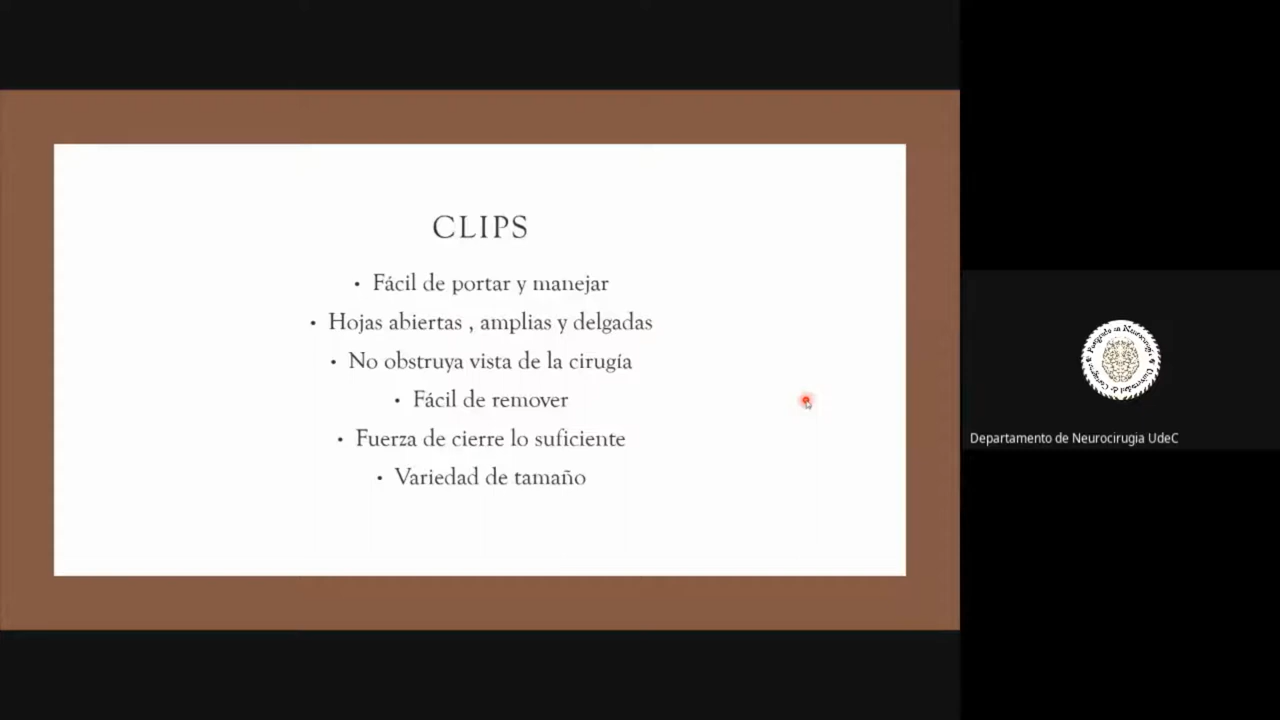 CLIPS
• Fácil de portar y manejar
• Hojas abiertas , amplias y delgadas
• No obstruya vista de la cirugía
• Fácil de remover
• Fuerza de cierre lo suficiente
• Variedad de tamaño
Departamento de Neurocirugia UdeC